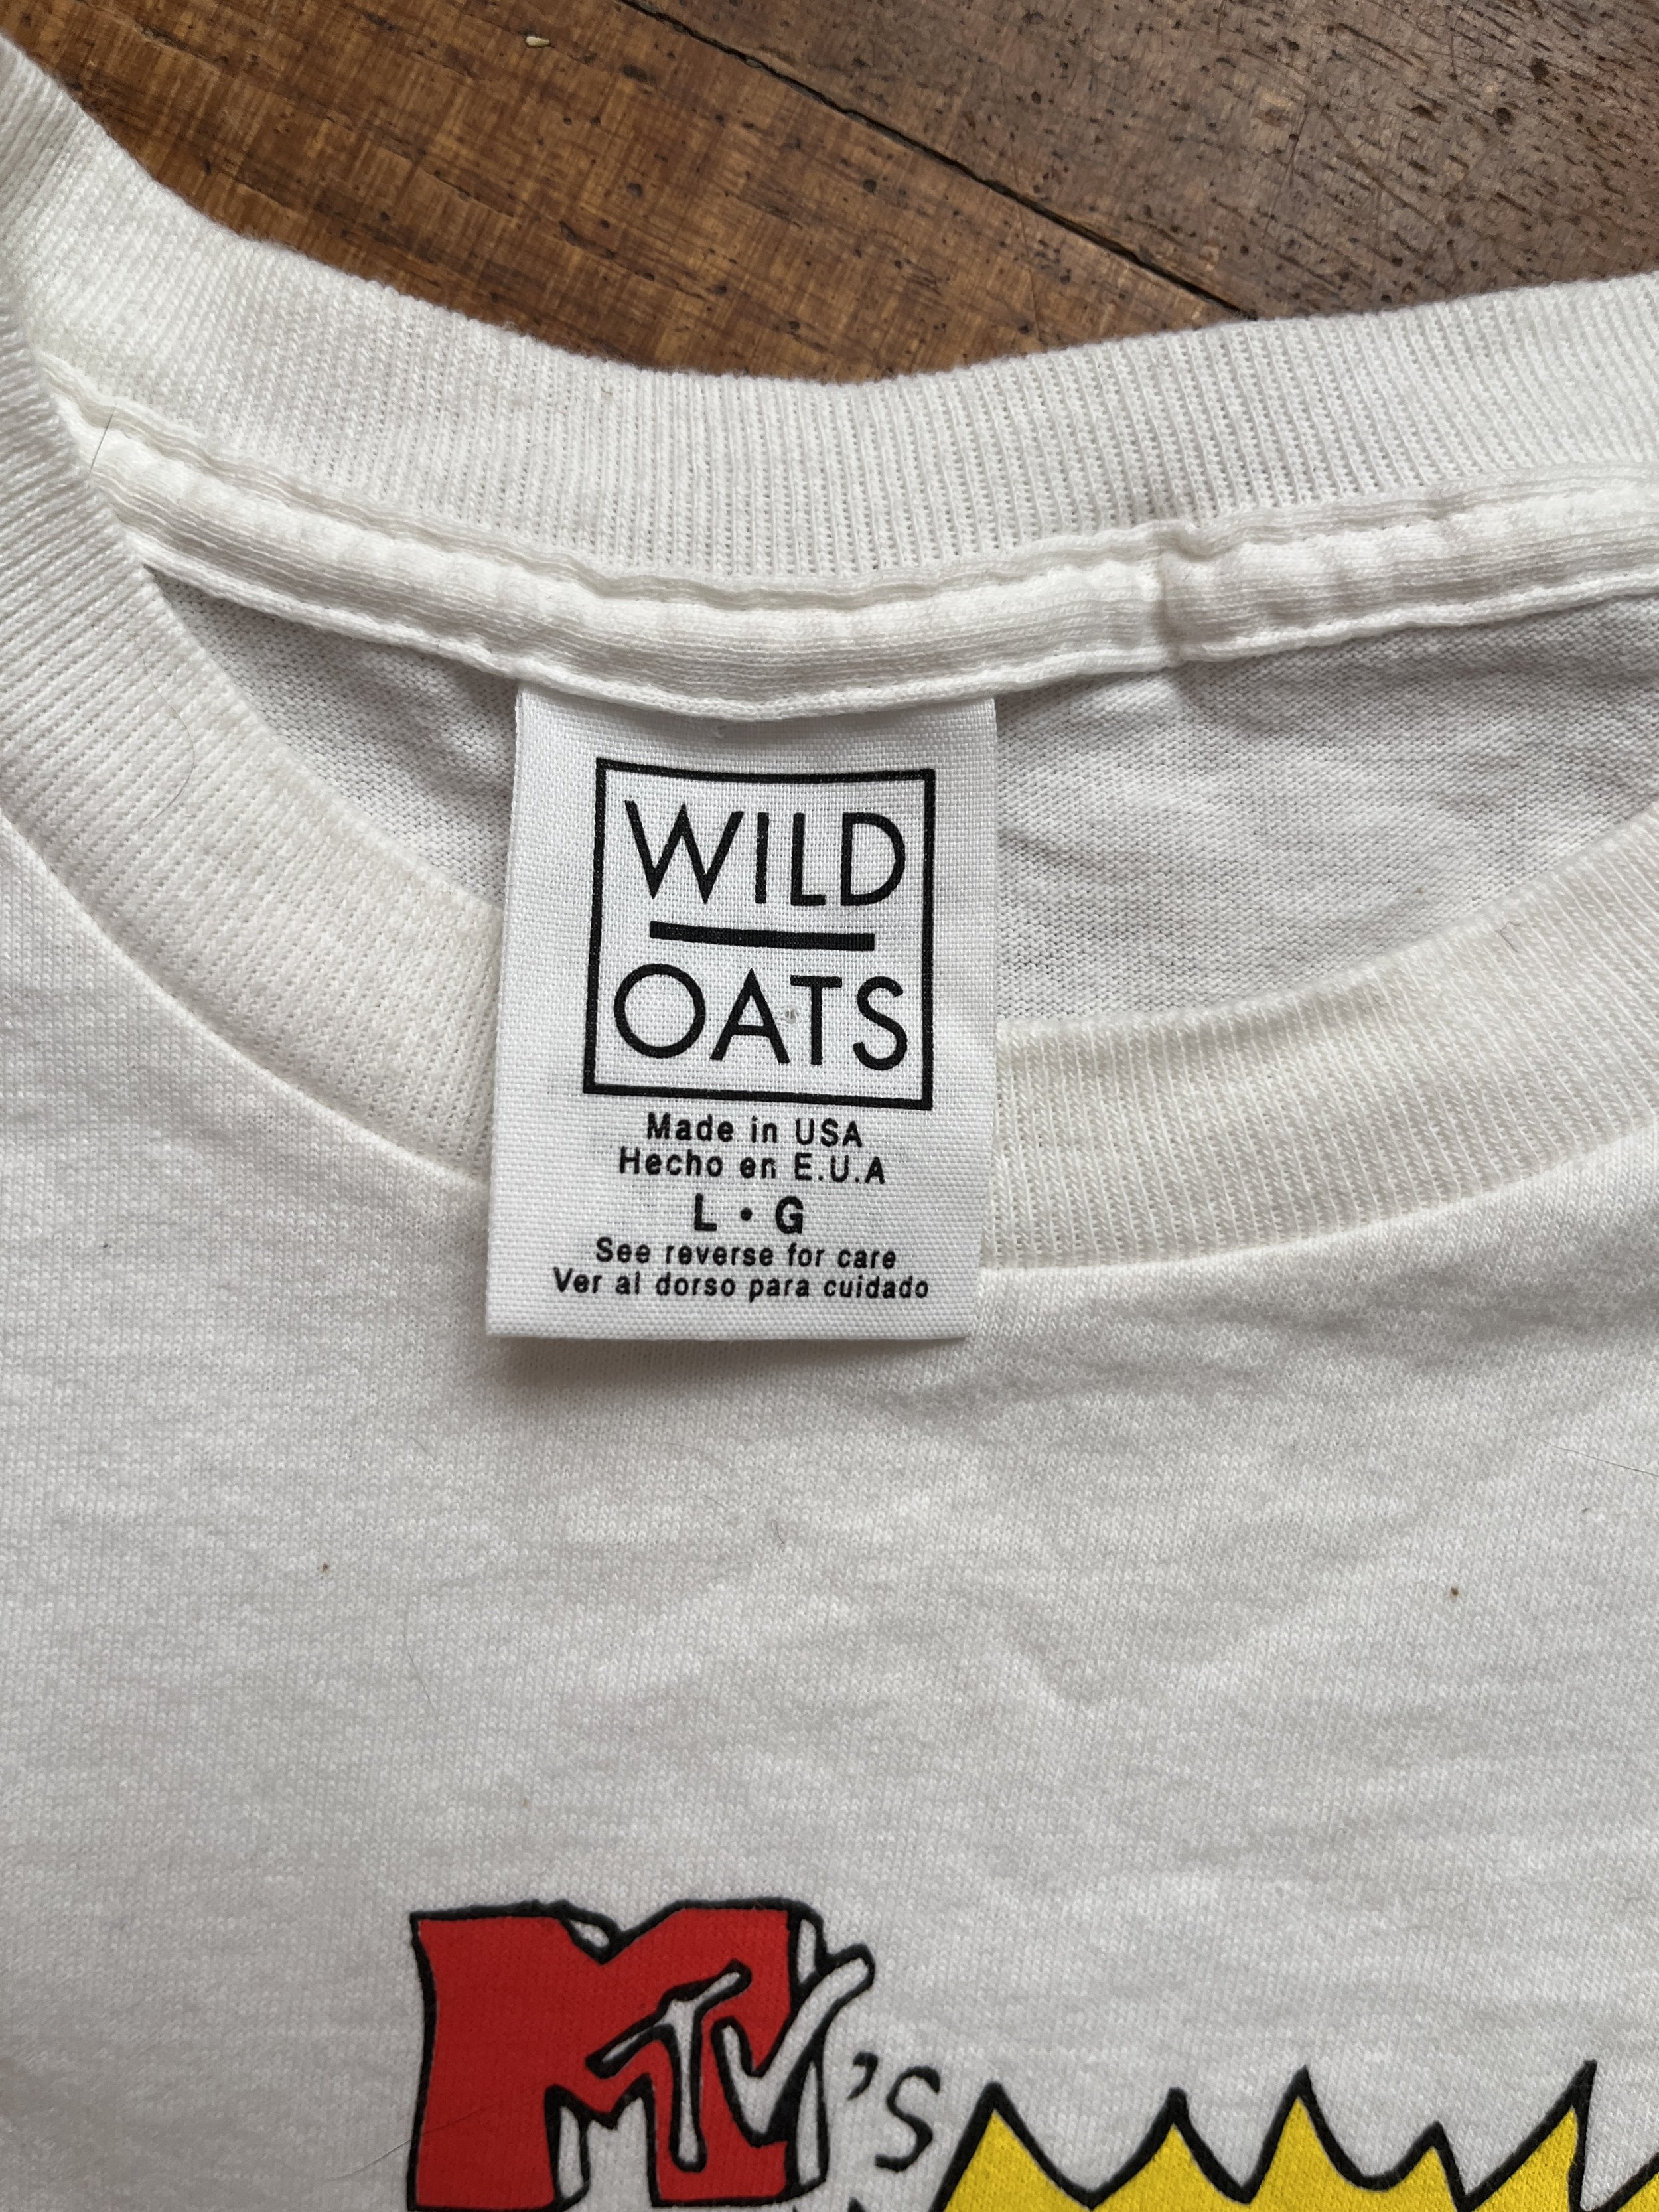 WILD
OATS
Made in USA
Hecho en E.U.A
L • G
See reverse for care
Ver al dorso para cuidado
MTV's